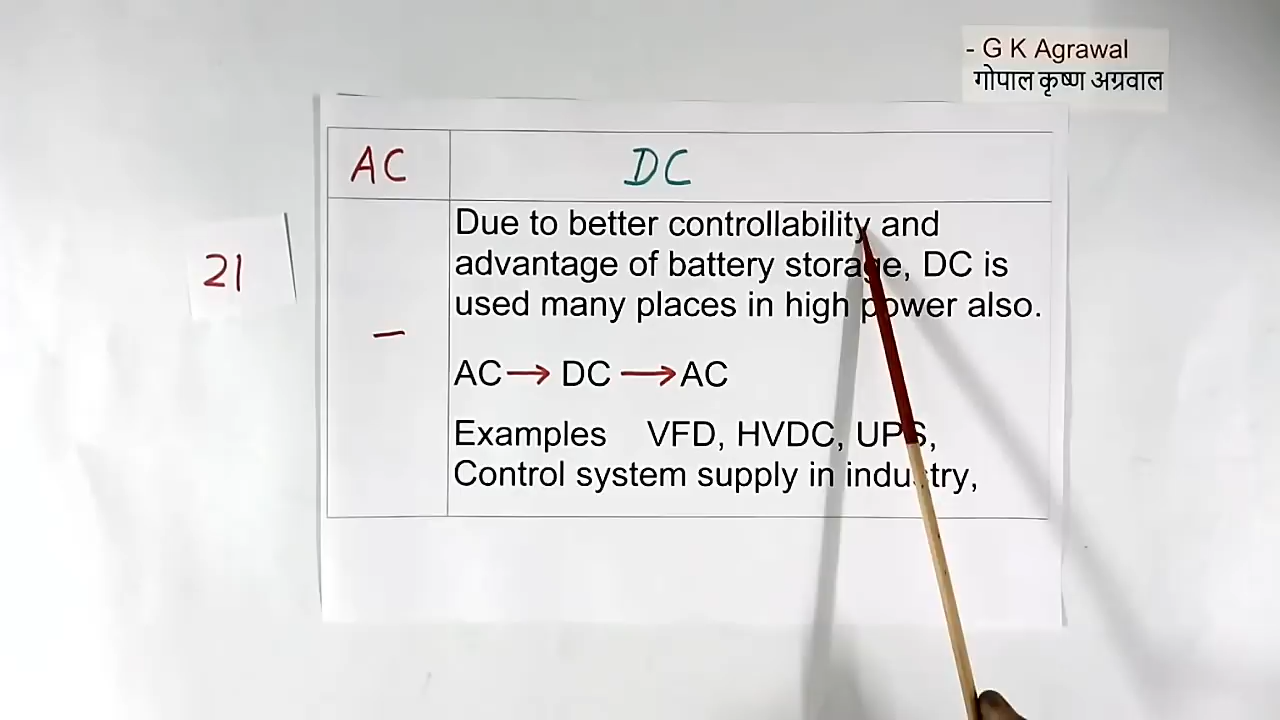 - G K Agrawal
गोपाल कृष्ण अग्रवाल
AC DC
21
Due to better controllability and
advantage of battery storage, DC is
used many places in high power also.
—
AC → DC → AC
Examples VFD, HVDC, UPS,
Control system supply in industry,